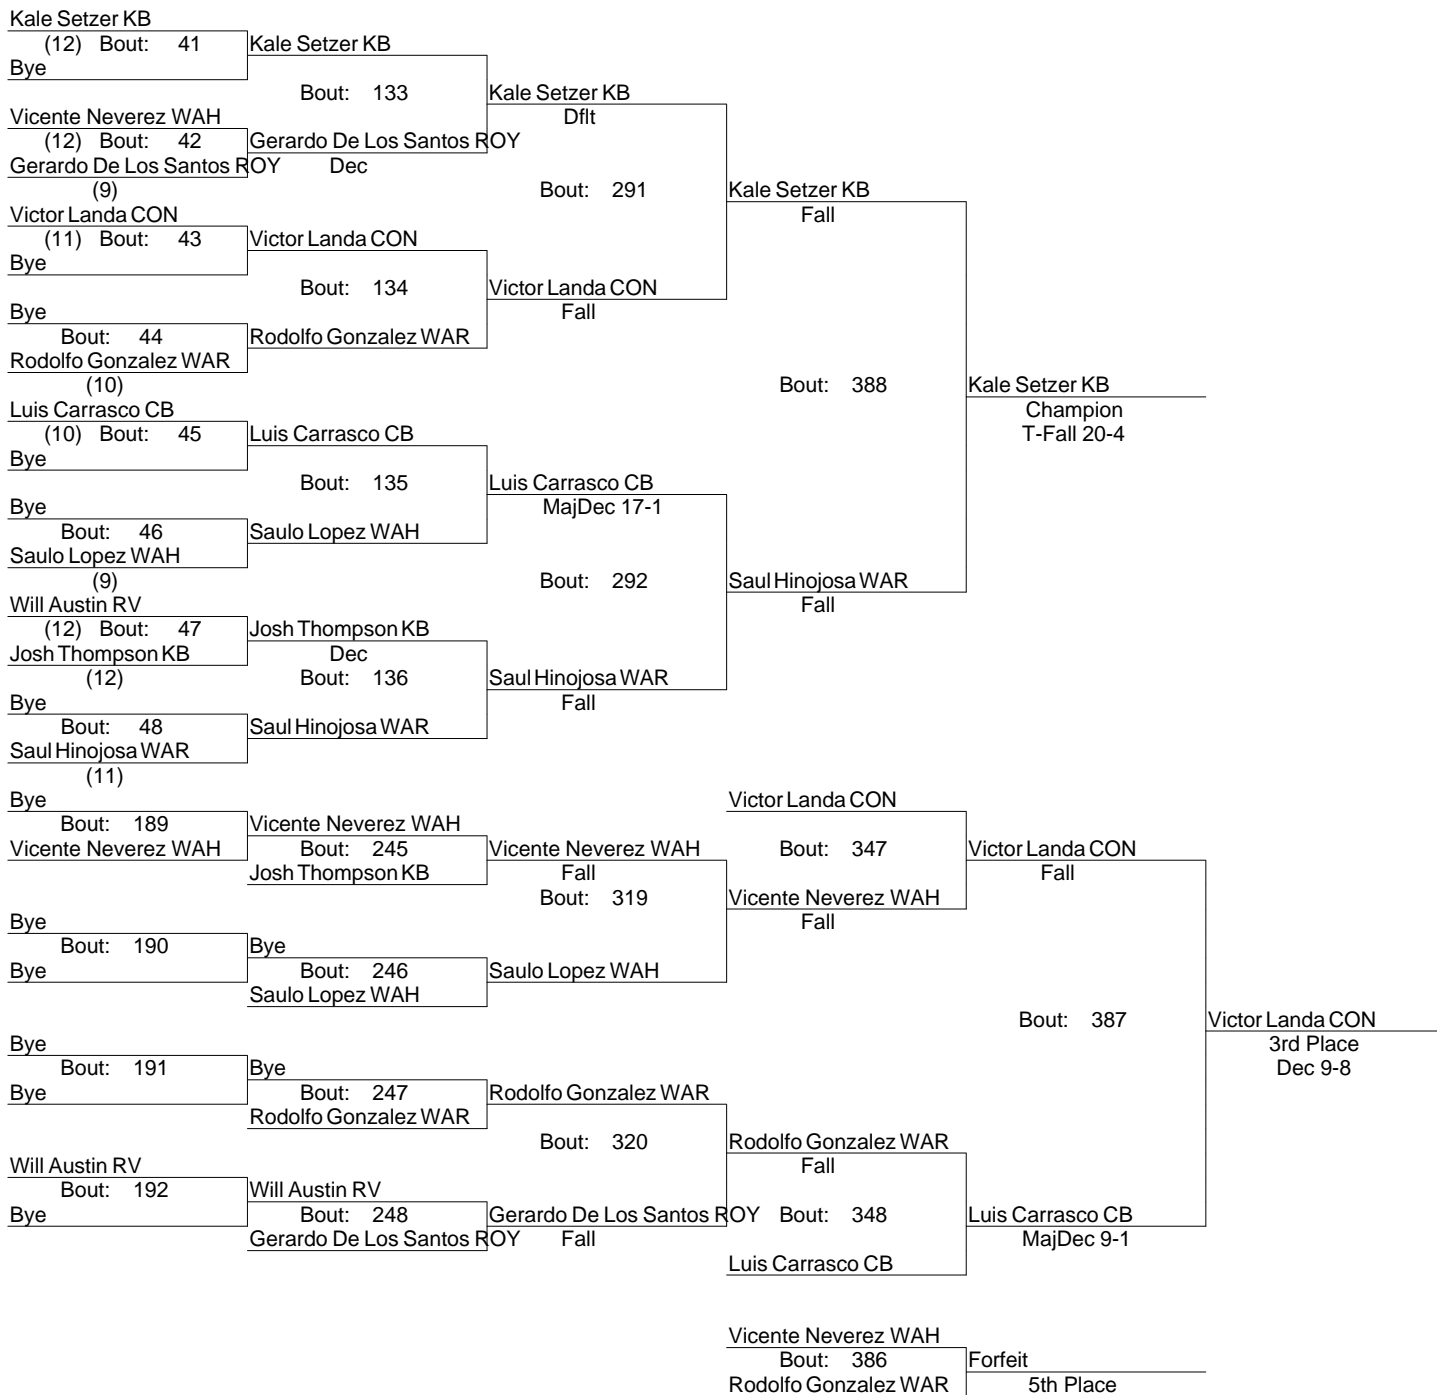 Kale Setzer KB
(12) Bout: 41 Kale Setzer KB
Bye
Bout: 133 Kale Setzer KB
Vicente Neverez WAH Dflt
(12) Bout: 42 Gerardo De Los Santos ROY
Gerardo De Los Santos ROY Dec
(9) Bout: 291 Kale Setzer KB
Victor Landa CON Fall
(11) Bout: 43 Victor Landa CON
Bye
Bout: 134 Victor Landa CON
Bye Fall
Bout: 44 Rodolfo Gonzalez WAR
Rodolfo Gonzalez WAR
(10) Bout: 388 Kale Setzer KB
Luis Carrasco CB Champion
(10) Bout: 45 Luis Carrasco CB T-Fall 20-4
Bye
Bout: 135 Luis Carrasco CB
Bye MajDec 17-1
Bout: 46 Saulo Lopez WAH
Saulo Lopez WAH
(9) Bout: 292 Saul Hinojosa WAR
Will Austin RV Fall
(12) Bout: 47 Josh Thompson KB
Josh Thompson KB Dec
(12) Bout: 136 Saul Hinojosa WAR
Bye Fall
Bout: 48 Saul Hinojosa WAR
Saul Hinojosa WAR
(11)
Bye Victor Landa CON
Bout: 189 Vicente Neverez WAH
Vicente Neverez WAH Bout: 245 Vicente Neverez WAH Bout: 347 Victor Landa CON
Josh Thompson KB Fall Fall
Bout: 319 Vicente Neverez WAH
Bye Fall
Bout: 190 Bye
Bye Bout: 246 Saulo Lopez WAH
Saulo Lopez WAH
Bout: 387 Victor Landa CON
Bye 3rd Place
Bout: 191 Bye Dec 9-8
Bye Bout: 247 Rodolfo Gonzalez WAR
Rodolfo Gonzalez WAR
Bout: 320 Rodolfo Gonzalez WAR
Will Austin RV Fall
Bout: 192 Will Austin RV
Bye Bout: 248 Gerardo De Los Santos ROY Bout: 348 Luis Carrasco CB
Gerardo De Los Santos ROY Fall MajDec 9-1
Luis Carrasco CB
Vicente Neverez WAH
Bout: 386 Forfeit
Rodolfo Gonzalez WAR 5th Place